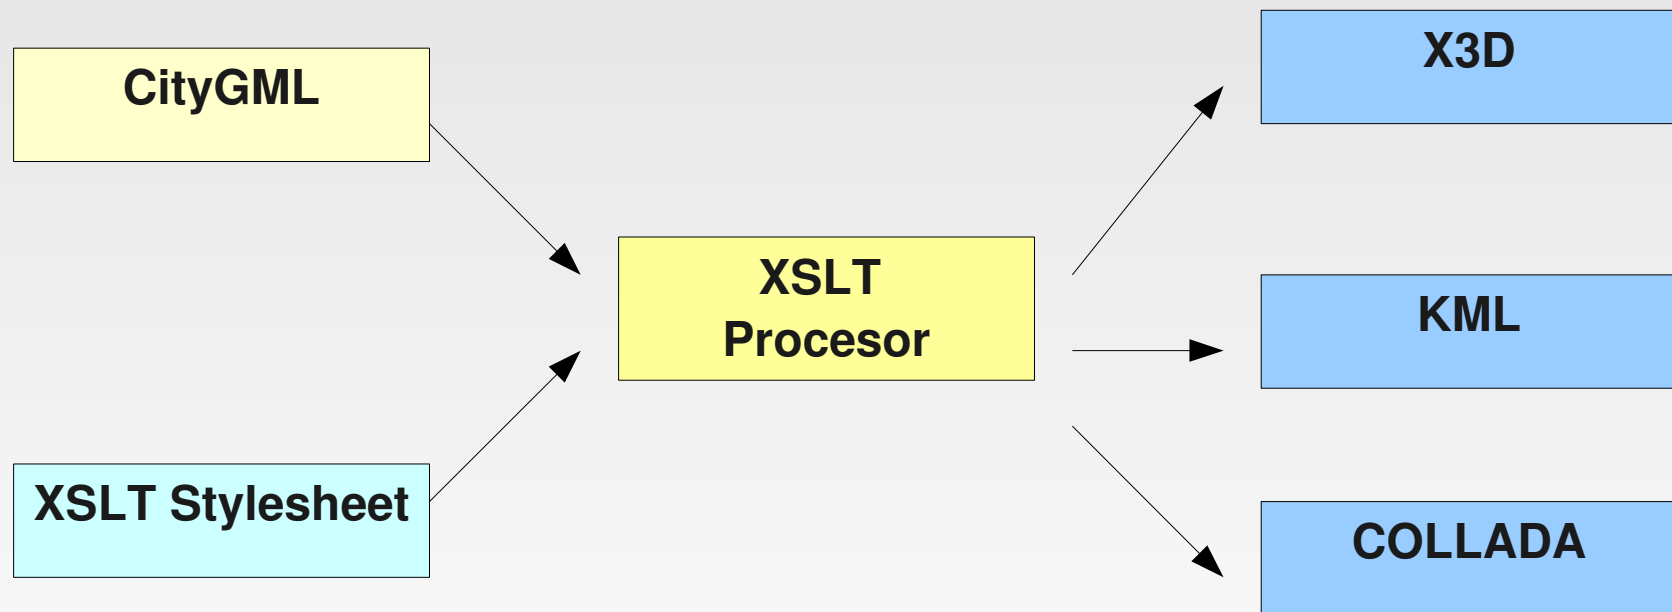 CityGML
XSLT Stylesheet
XSLT
Procesor
X3D
KML
COLLADA